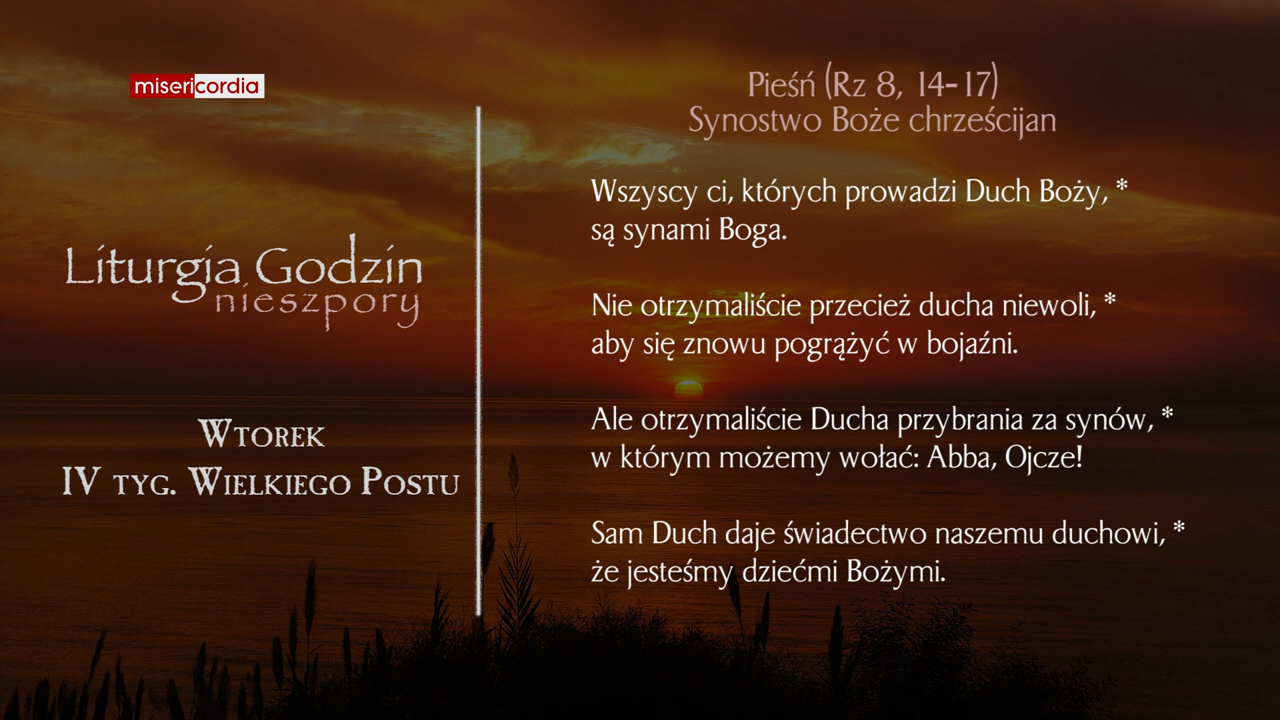 misericordia
Liturgia Godzin
nieszpory
Wtorek
IV tyg. Wielkiego Postu
Pieśń (Rz 8, 14-17)
Synostwo Boże chrześcijan
Wszyscy ci, których prowadzi Duch Boży, *
są synami Boga.
Nie otrzymaliście przecież ducha niewoli, *
aby się znowu pogrążyć w bojaźni.
Ale otrzymaliście Ducha przybrania za synów, *
w którym możemy wołać: Abba, Ojcze!
Sam Duch daje świadectwo naszemu duchowi, *
że jesteśmy dziećmi Bożymi.